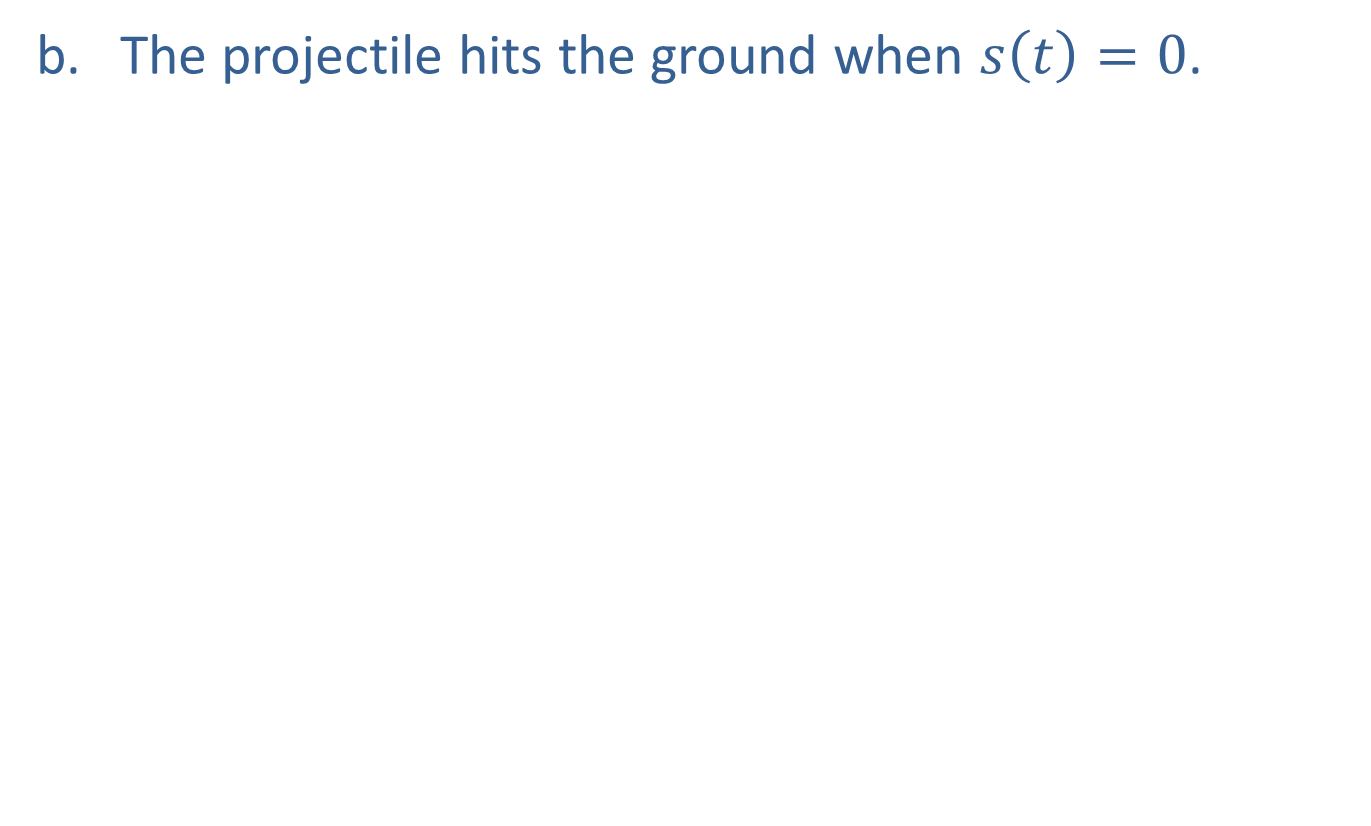 b. The projectile hits the ground when s(t) = 0.